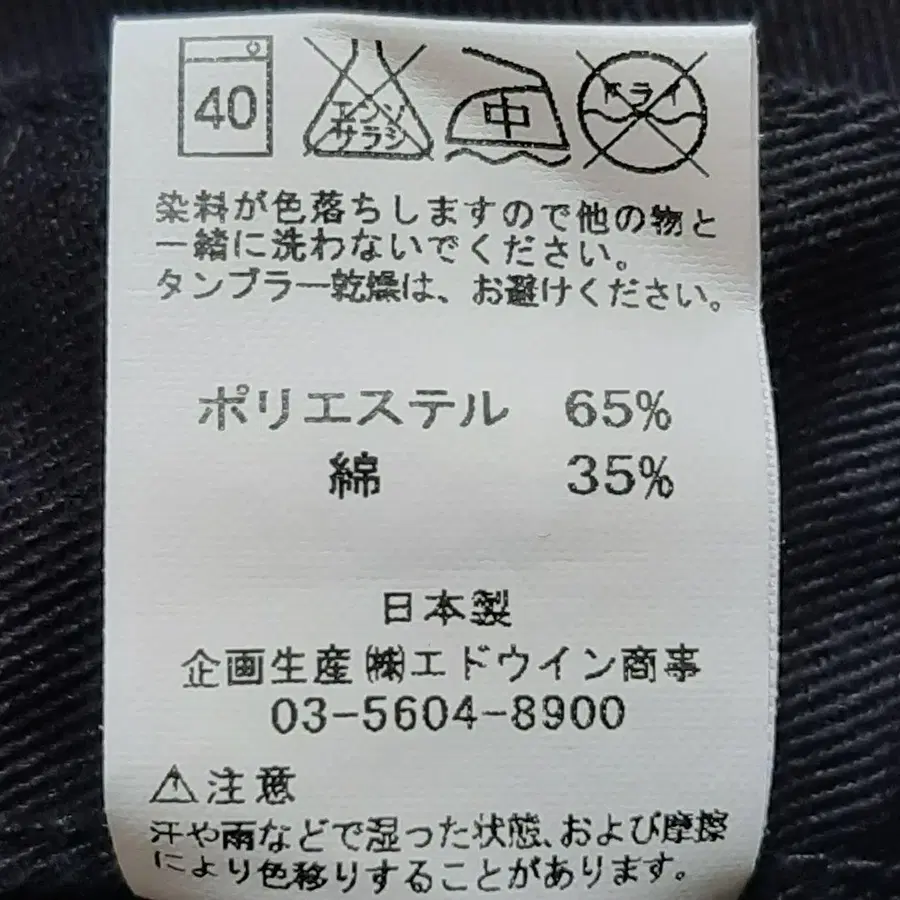 40 エンソ 中 ドライ
サラシ
染料が色落ちしますので他の物と
一緒に洗わないでください。
タンブラー乾燥は、お避けください。
ポリエステル 65%
綿 35%
日本製
企画生産㈱エドウイン商事
03-5604-8900
⚠注意
汗や雨などで湿った状態、および摩擦
により色移りすることがあります。